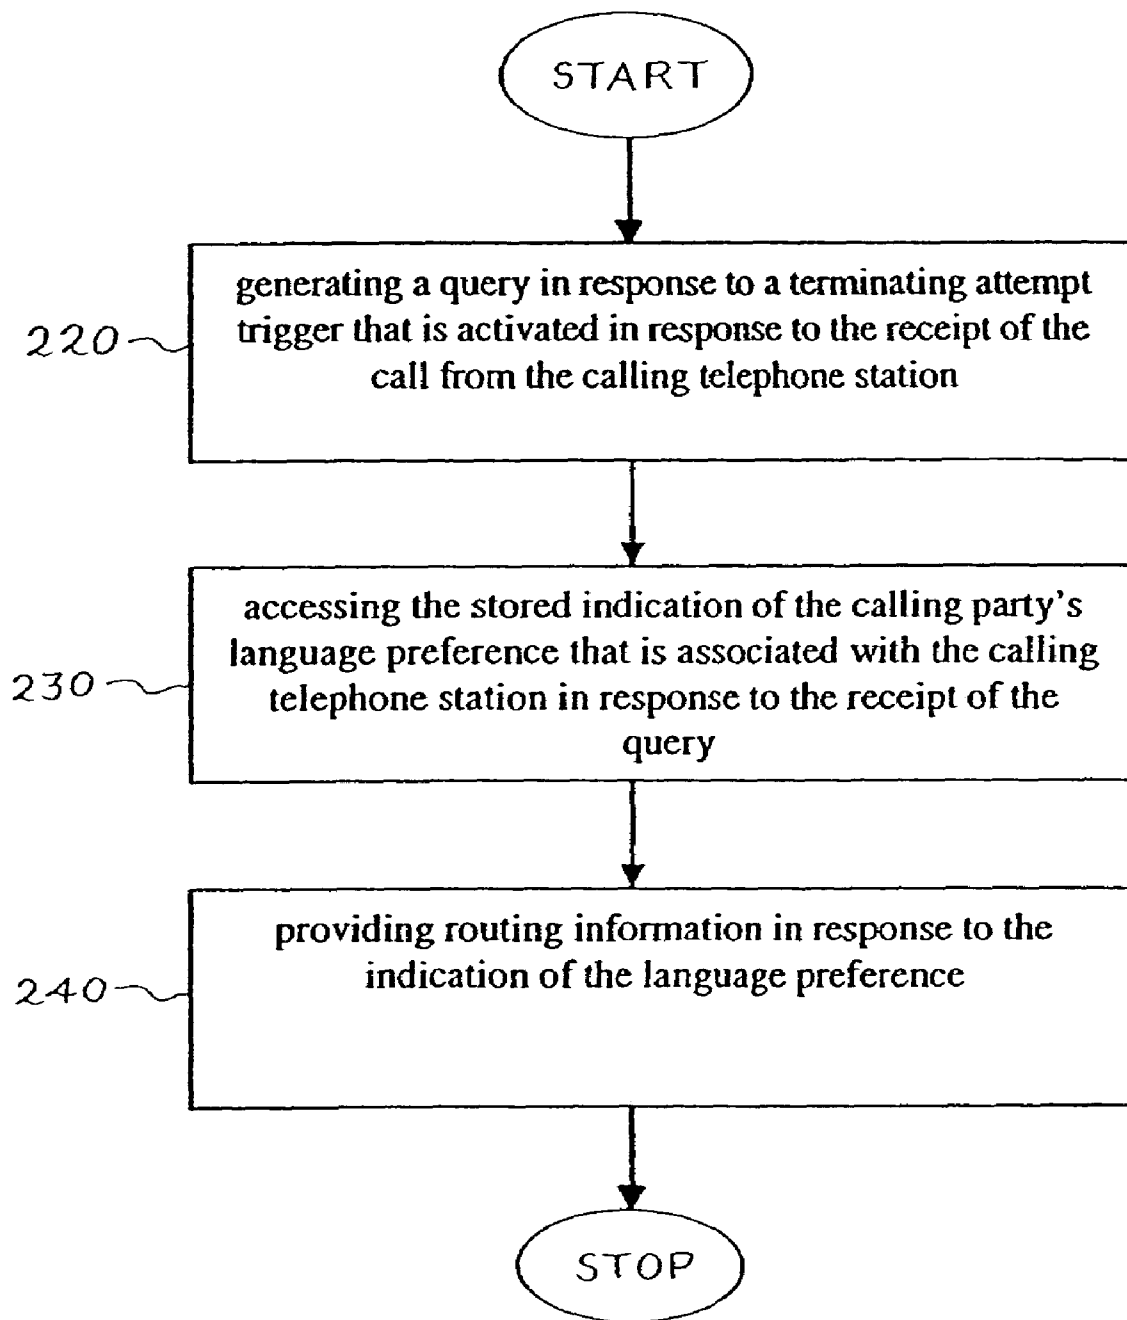 START
220
generating a query in response to a terminating attempt
trigger that is activated in response to the receipt of the
call from the calling telephone station
230
accessing the stored indication of the calling party's
language preference that is associated with the calling
telephone station in response to the receipt of the
query
240
providing routing information in response to the
indication of the language preference
STOP